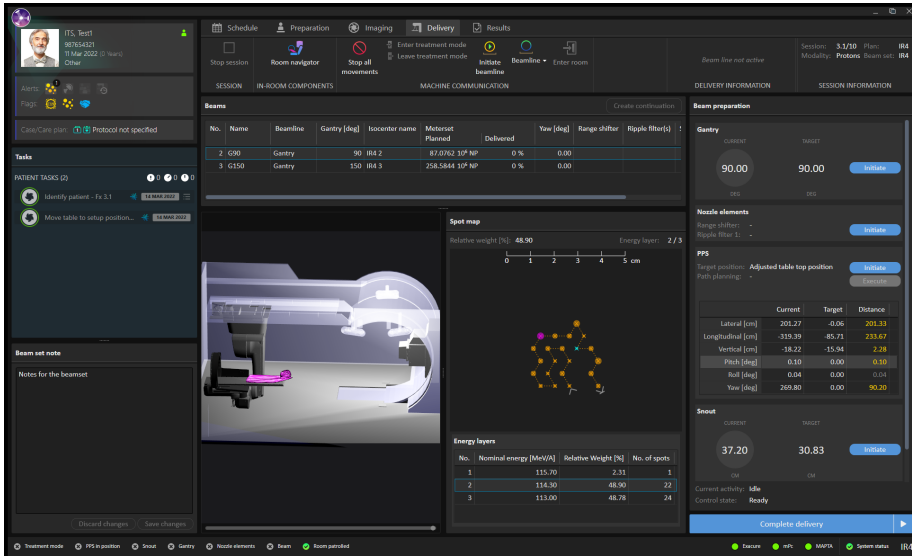 Schedule Preparation Imaging Delivery Results
ITS, Test1
987654321
11 Mar 2022 (0 Years)
Other
Alerts: 1
Flags:
Case/Care plan: Protocol not specified
Stop session
SESSION
Room navigator
IN-ROOM COMPONENTS
Stop all movements
Enter treatment mode
Leave treatment mode
Initiate beamline
Beamline
Enter room
MACHINE COMMUNICATION
Beam line not active
DELIVERY INFORMATION
Session: 3.1/10 Plan: IR4
Modality: Protons Beam set: IR4
SESSION INFORMATION
Tasks
PATIENT TASKS (2) 0 0 0
Identify patient - Fx 3.1 14 MAR 2023
Move table to setup position... 14 MAR 2023
Beam set note
Notes for the beamset
Discard changes Save changes
Beams Create continuation
No. Name Beamline Gantry [deg] Isocenter name Meterset Planned Delivered Yaw [deg] Range shifter Ripple filter(s) S
2 G90 Gantry 90 IR4 2 87.0762 10⁶ NP 0 % 0.00
3 G150 Gantry 150 IR4 3 258.5844 10⁶ NP 0 % 0.00
Spot map
Relative weight [%]: 48.90 Energy layer: 2 / 3
0 1 2 3 4 5 cm
Energy layers
No. Nominal energy [MeV/A] Relative Weight [%] No. of spots
1 115.70 2.31 1
2 114.30 48.90 22
3 113.00 48.78 24
Beam preparation
Gantry
CURRENT TARGET
90.00 90.00 Initiate
DEG DEG
Nozzle elements
Range shifter: -
Ripple filter 1: - Initiate
PPS
Target position: Adjusted table top position Initiate
Path planning: - Execute
Current Target Distance
Lateral [cm] 201.27 -0.06 201.33
Longitudinal [cm] -319.39 -85.71 233.67
Vertical [cm] -18.22 -15.94 2.28
Pitch [deg] 0.10 0.00 0.10
Roll [deg] 0.04 0.00 0.04
Yaw [deg] 269.80 0.00 90.20
Snout
CURRENT TARGET
37.20 30.83 Initiate
CM CM
Current activity: Idle
Control state: Ready
Complete delivery
Treatment mode PPS in position Snout Gantry Nozzle elements Beam Room patrolled Exacure mPc MAPTA System status IR4